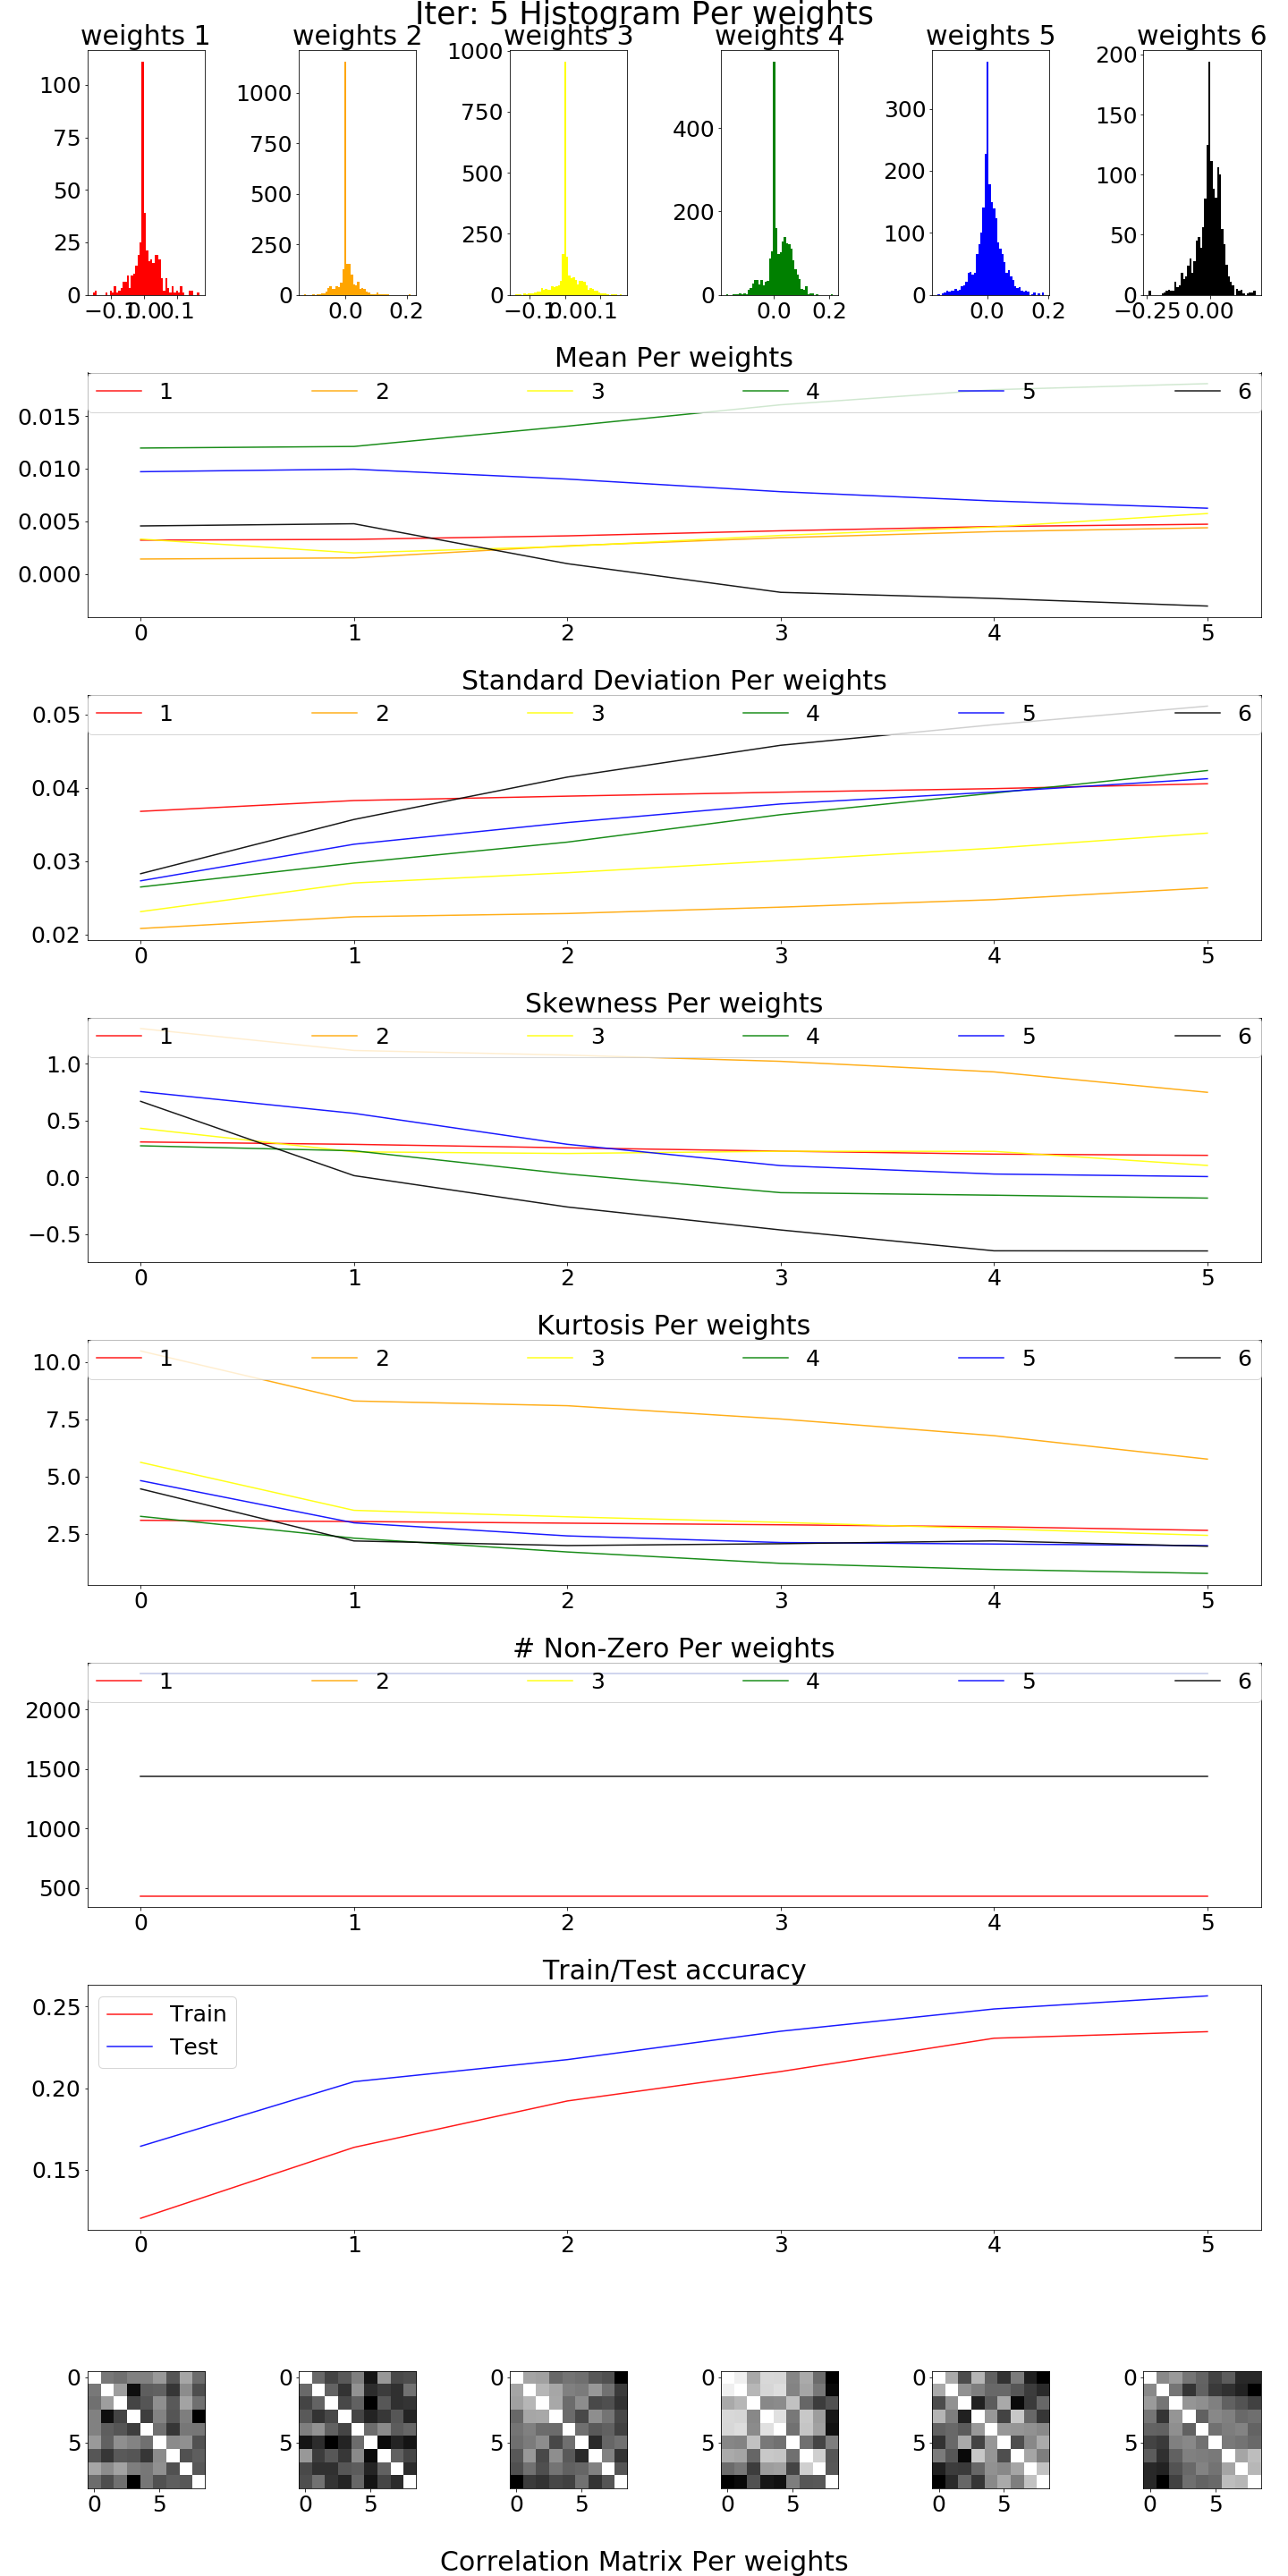 Iter: 5 Histogram Per weights
weights 1 weights 2 weights 3 weights 4 weights 5 weights 6
100
75
50
25
0
−0.1 0.00 0.1
1000
750
500
250
0
0.0 0.2
1000
750
500
250
0
−0.1 0.00 0.1
400
200
0
0.0 0.2
300
200
100
0
0.0 0.2
200
150
100
50
0
−0.25 0.00
Mean Per weights
1 2 3 4 5 6
0.015
0.010
0.005
0.000
0 1 2 3 4 5
Standard Deviation Per weights
1 2 3 4 5 6
0.05
0.04
0.03
0.02
0 1 2 3 4 5
Skewness Per weights
1 2 3 4 5 6
1.0
0.5
0.0
−0.5
0 1 2 3 4 5
Kurtosis Per weights
1 2 3 4 5 6
10.0
7.5
5.0
2.5
0 1 2 3 4 5
# Non-Zero Per weights
1 2 3 4 5 6
2000
1500
1000
500
0 1 2 3 4 5
Train/Test accuracy
Train
Test
0.25
0.20
0.15
0 1 2 3 4 5
0 0 0 0 0 0
5 5 5 5 5 5
0 5 0 5 0 5 0 5 0 5 0 5
Correlation Matrix Per weights